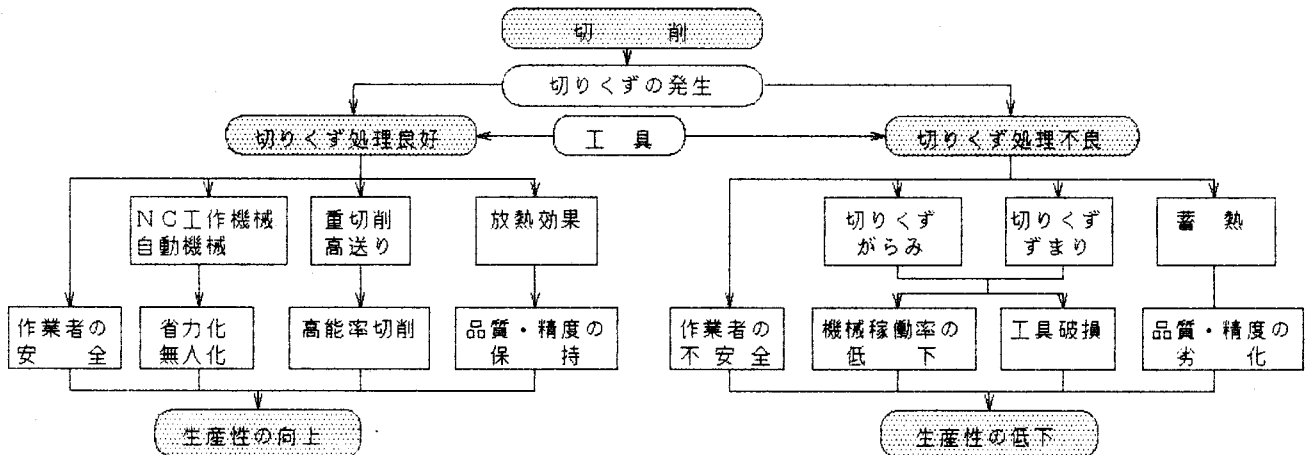 切削
切りくずの発生
切りくず処理良好
工具
切りくず処理不良
NC工作機械
自動機械
重切削
高送り
放熱効果
切りくず
がらみ
切りくず
ずまり
蓄熱
作業者の
安全
省力化
無人化
高能率切削
品質・精度の
保持
作業者の
不安全
機械稼働率の
低下
工具破損
品質・精度の
劣化
生産性の向上
生産性の低下